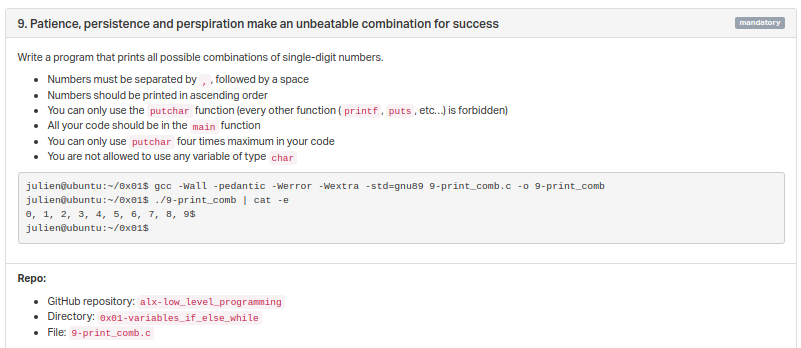 9. Patience, persistence and perspiration make an unbeatable combination for success
mandatory
Write a program that prints all possible combinations of single-digit numbers.
Numbers must be separated by , , followed by a space
Numbers should be printed in ascending order
You can only use the putchar function (every other function ( printf , puts , etc…) is forbidden)
All your code should be in the main function
You can only use putchar four times maximum in your code
You are not allowed to use any variable of type char
julien@ubuntu:~/0x01$ gcc -Wall -pedantic -Werror -Wextra -std=gnu89 9-print_comb.c -o 9-print_comb
julien@ubuntu:~/0x01$ ./9-print_comb | cat -e
0, 1, 2, 3, 4, 5, 6, 7, 8, 9$
julien@ubuntu:~/0x01$
Repo:
GitHub repository: alx-low_level_programming
Directory: 0x01-variables_if_else_while
File: 9-print_comb.c